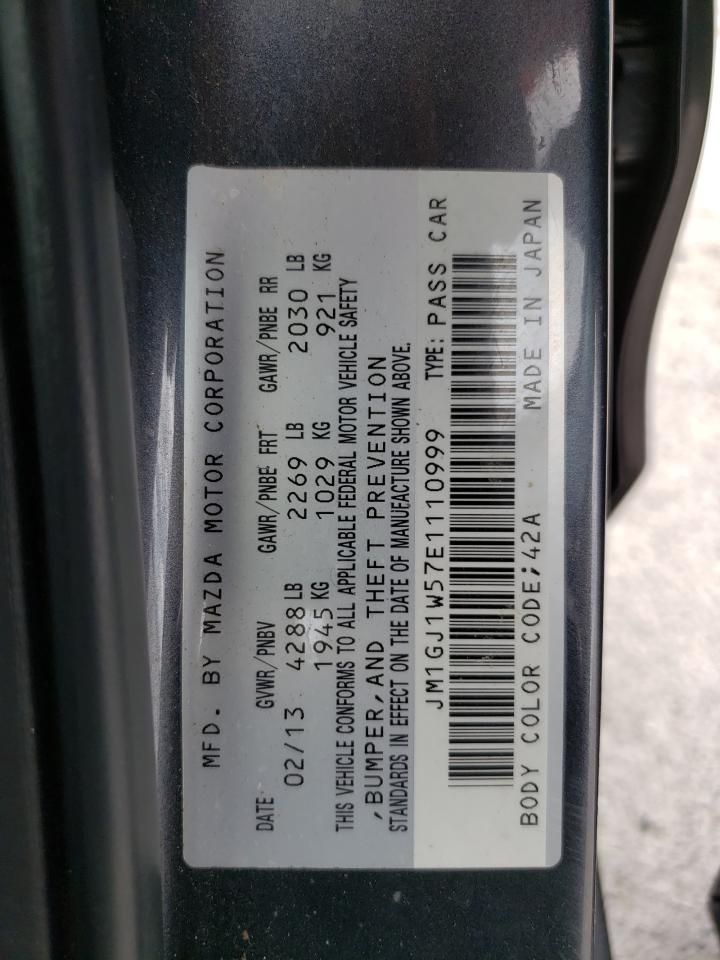 MFD. BY MAZDA MOTOR CORPORATION
DATE GVWR/PNBV GAWR/PNBE FRT GAWR/PNBE RR
02/13 4288 LB 2269 LB 2030 LB
1945 KG 1029 KG 921 KG
THIS VEHICLE CONFORMS TO ALL APPLICABLE FEDERAL MOTOR VEHICLE SAFETY
,BUMPER,AND THEFT PREVENTION
STANDARDS IN EFFECT ON THE DATE OF MANUFACTURE SHOWN ABOVE.
JM1GJ1W57E1110999 TYPE: PASS CAR
BODY COLOR CODE;42A MADE IN JAPAN